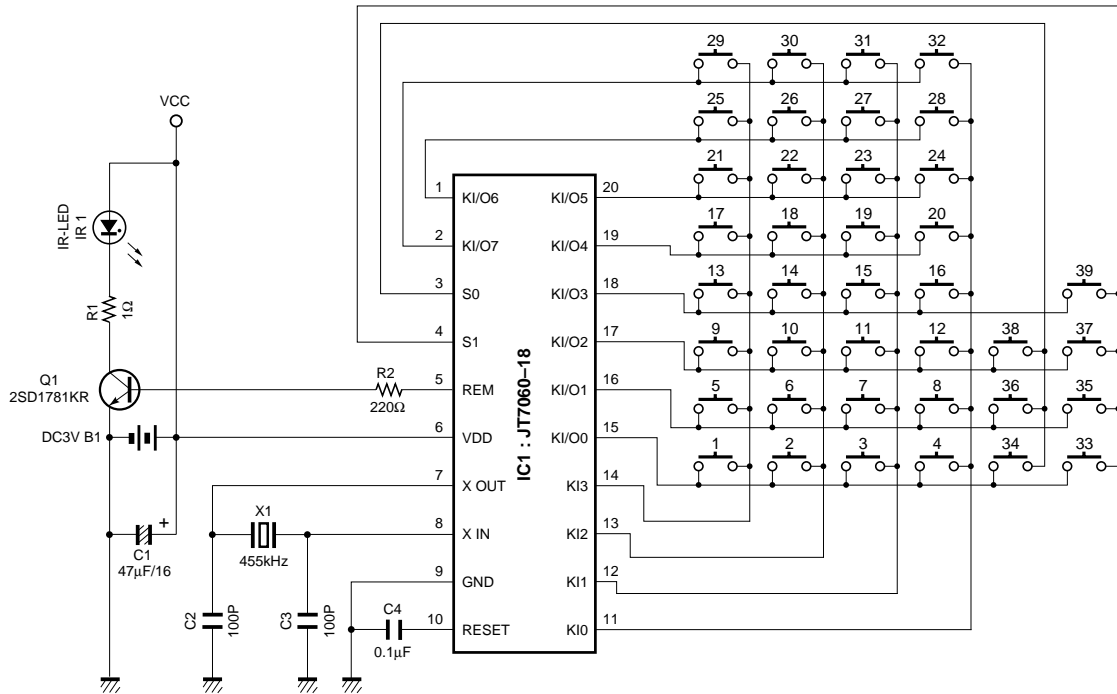 29 30 31 32
VCC
25 26 27 28
21 22 23 24
IR-LED
IR 1
1 KI/O6 KI/O5 20
17 18 19 20
2 KI/O7 KI/O4 19
13 14 15 16 39
3 S0 KI/O3 18
R1
1Ω
9 10 11 12 38 37
4 S1 KI/O2 17
IC1 : JT7060–18
Q1
2SD1781KR
R2
220Ω
5 REM KI/O1 16
5 6 7 8 36 35
DC3V B1
6 VDD KI/O0 15
1 2 3 4 34 33
7 X OUT KI3 14
+
C1
47μF/16
X1
455kHz
8 X IN KI2 13
9 GND KI1 12
C2
100P
C3
100P
C4
0.1μF
10 RESET KI0 11